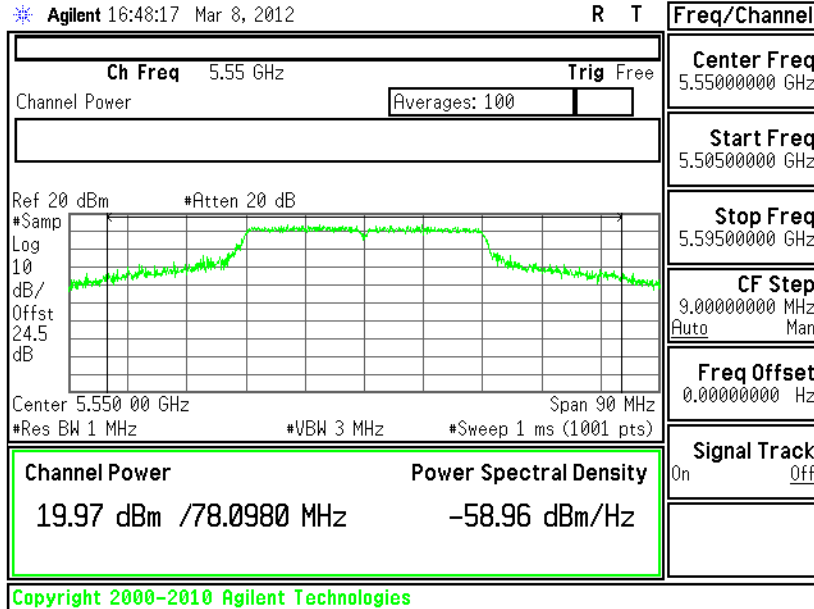 Agilent 16:48:17 Mar 8, 2012 R T
Freq/Channel
Ch Freq 5.55 GHz Trig Free
Channel Power Averages: 100
Center Freq
5.55000000 GHz
Start Freq
5.50500000 GHz
Stop Freq
5.59500000 GHz
CF Step
9.00000000 MHz
Auto Man
Freq Offset
0.00000000 Hz
Signal Track
On Off
Ref 20 dBm #Atten 20 dB
#Samp
Log
10
dB/
Offst
24.5
dB
Center 5.550 00 GHz Span 90 MHz
#Res BW 1 MHz #VBW 3 MHz #Sweep 1 ms (1001 pts)
Channel Power Power Spectral Density
19.97 dBm /78.0980 MHz -58.96 dBm/Hz
Copyright 2000-2010 Agilent Technologies